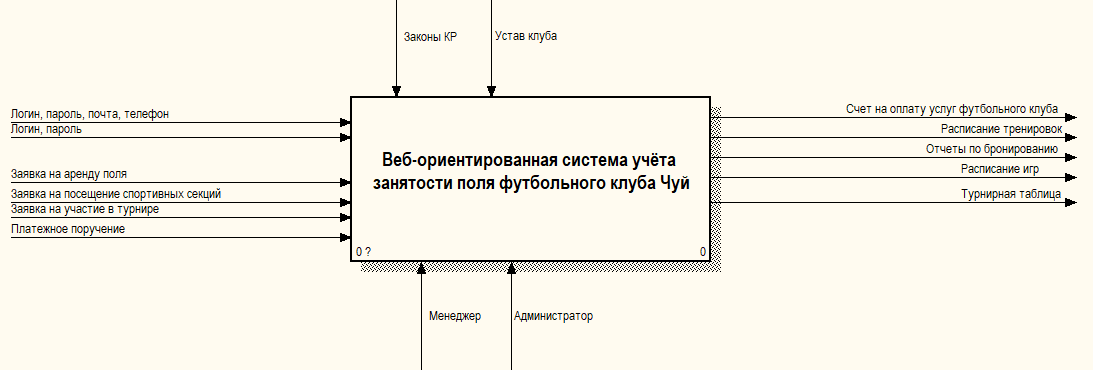 Законы КР
Устав клуба
Логин, пароль, почта, телефон
Логин, пароль
Заявка на аренду поля
Заявка на посещение спортивных секций
Заявка на участие в турнире
Платежное поручение
Веб-ориентированная система учёта
занятости поля футбольного клуба Чуй
0 ?
0
Счет на оплату услуг футбольного клуба
Расписание тренировок
Отчеты по бронированию
Расписание игр
Турнирная таблица
Менеджер
Администратор